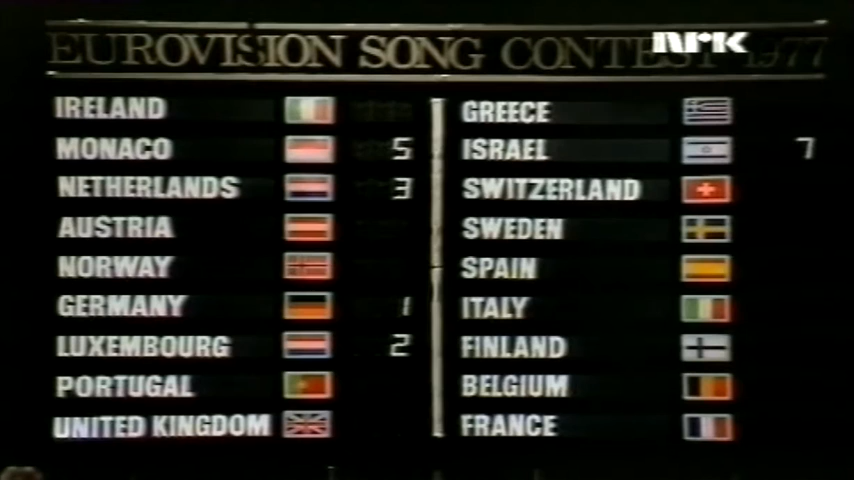 EUROVISION SONG CONTEST 1977
nrk
IRELAND
MONACO 5
NETHERLANDS 3
AUSTRIA
NORWAY
GERMANY 1
LUXEMBOURG 2
PORTUGAL
UNITED KINGDOM
GREECE
ISRAEL 7
SWITZERLAND
SWEDEN
SPAIN
ITALY
FINLAND
BELGIUM
FRANCE